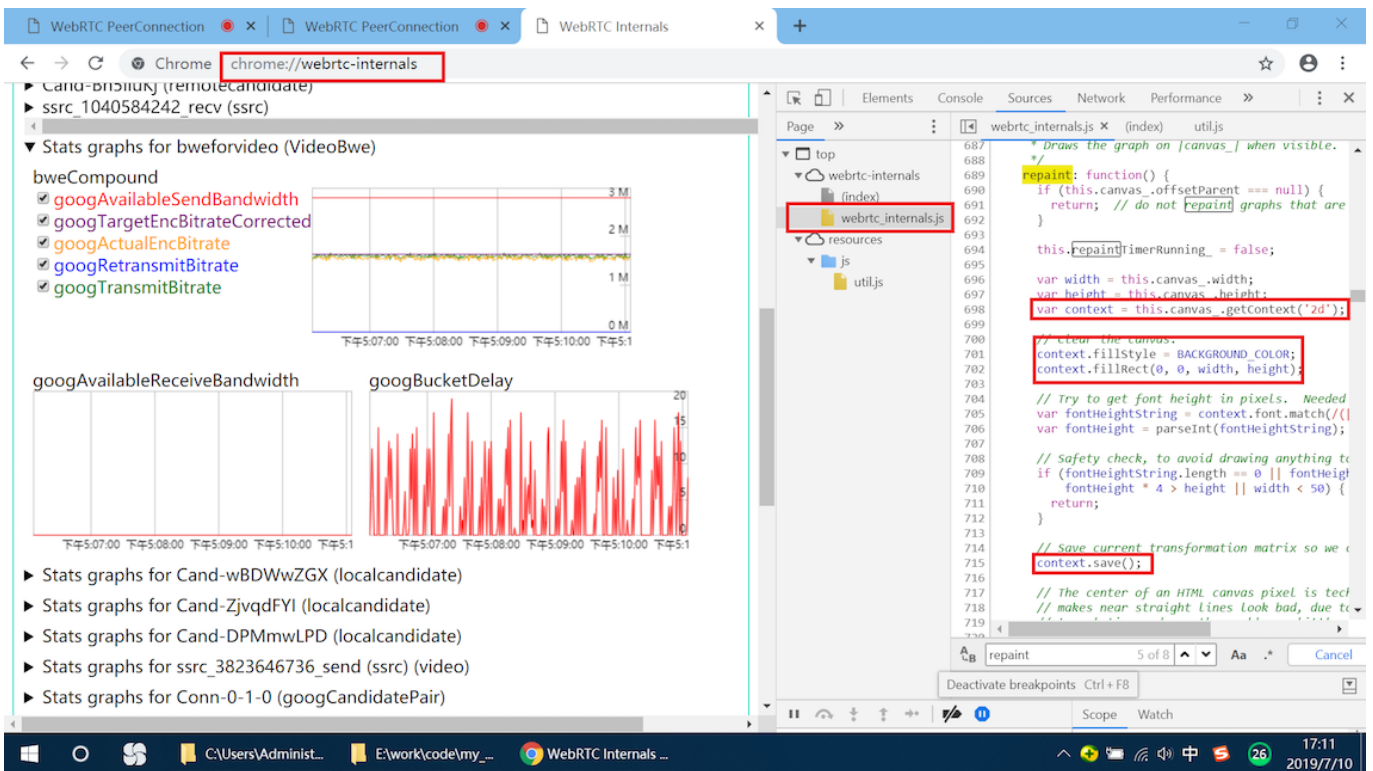 WebRTC PeerConnection
WebRTC PeerConnection
WebRTC Internals
Chrome
chrome://webrtc-internals
Cand-Bh5iluKj (remotecandidate)
ssrc_1040584242_recv (ssrc)
Stats graphs for bweforvideo (VideoBwe)
bweCompound
googAvailableSendBandwidth
googTargetEncBitrateCorrected
googActualEncBitrate
googRetransmitBitrate
googTransmitBitrate
3 M
2 M
1 M
0 M
下午5:07:00 下午5:08:00 下午5:09:00 下午5:10:00 下午5:1
googAvailableReceiveBandwidth
下午5:07:00 下午5:08:00 下午5:09:00 下午5:10:00 下午5:1
googBucketDelay
20
15
10
5
0
下午5:07:00 下午5:08:00 下午5:09:00 下午5:10:00 下午5:1
Stats graphs for Cand-wBDWwZGX (localcandidate)
Stats graphs for Cand-ZjvqdFYI (localcandidate)
Stats graphs for Cand-DPMmwLPD (localcandidate)
Stats graphs for ssrc_3823646736_send (ssrc) (video)
Stats graphs for Conn-0-1-0 (googCandidatePair)
Elements Console Sources Network Performance »
Page »
top
webrtc-internals
(index)
webrtc_internals.js
resources
js
util.js
webrtc_internals.js × (index) util.js
687 * Draws the graph on |canvas_| when visible.
688 */
689 repaint: function() {
690 if (this.canvas_.offsetParent === null) {
691 return; // do not repaint graphs that are
692 }
693
694 this.repaintTimerRunning_ = false;
695
696 var width = this.canvas_.width;
697 var height = this.canvas_.height;
698 var context = this.canvas_.getContext('2d');
699
700 // Clear the canvas.
701 context.fillStyle = BACKGROUND_COLOR;
702 context.fillRect(0, 0, width, height);
703
704 // Try to get font height in pixels. Needed
705 var fontHeightString = context.font.match(/(|
706 var fontHeight = parseInt(fontHeightString);
707
708 // Safety check, to avoid drawing anything to
709 if (fontHeightString.length == 0 || fontHeigh
710 fontHeight * 4 > height || width < 50) {
711 return;
712 }
713
714 // Save current transformation matrix so we c
715 context.save();
716
717 // The center of an HTML canvas pixel is tech
718 // makes near straight lines look bad, due to
719
repaint
5 of 8
Aa .*
Cancel
Deactivate breakpoints Ctrl+F8
Scope Watch
C:\Users\Administ...
E:\work\code\my_...
WebRTC Internals ...
中
26
17:11
2019/7/10